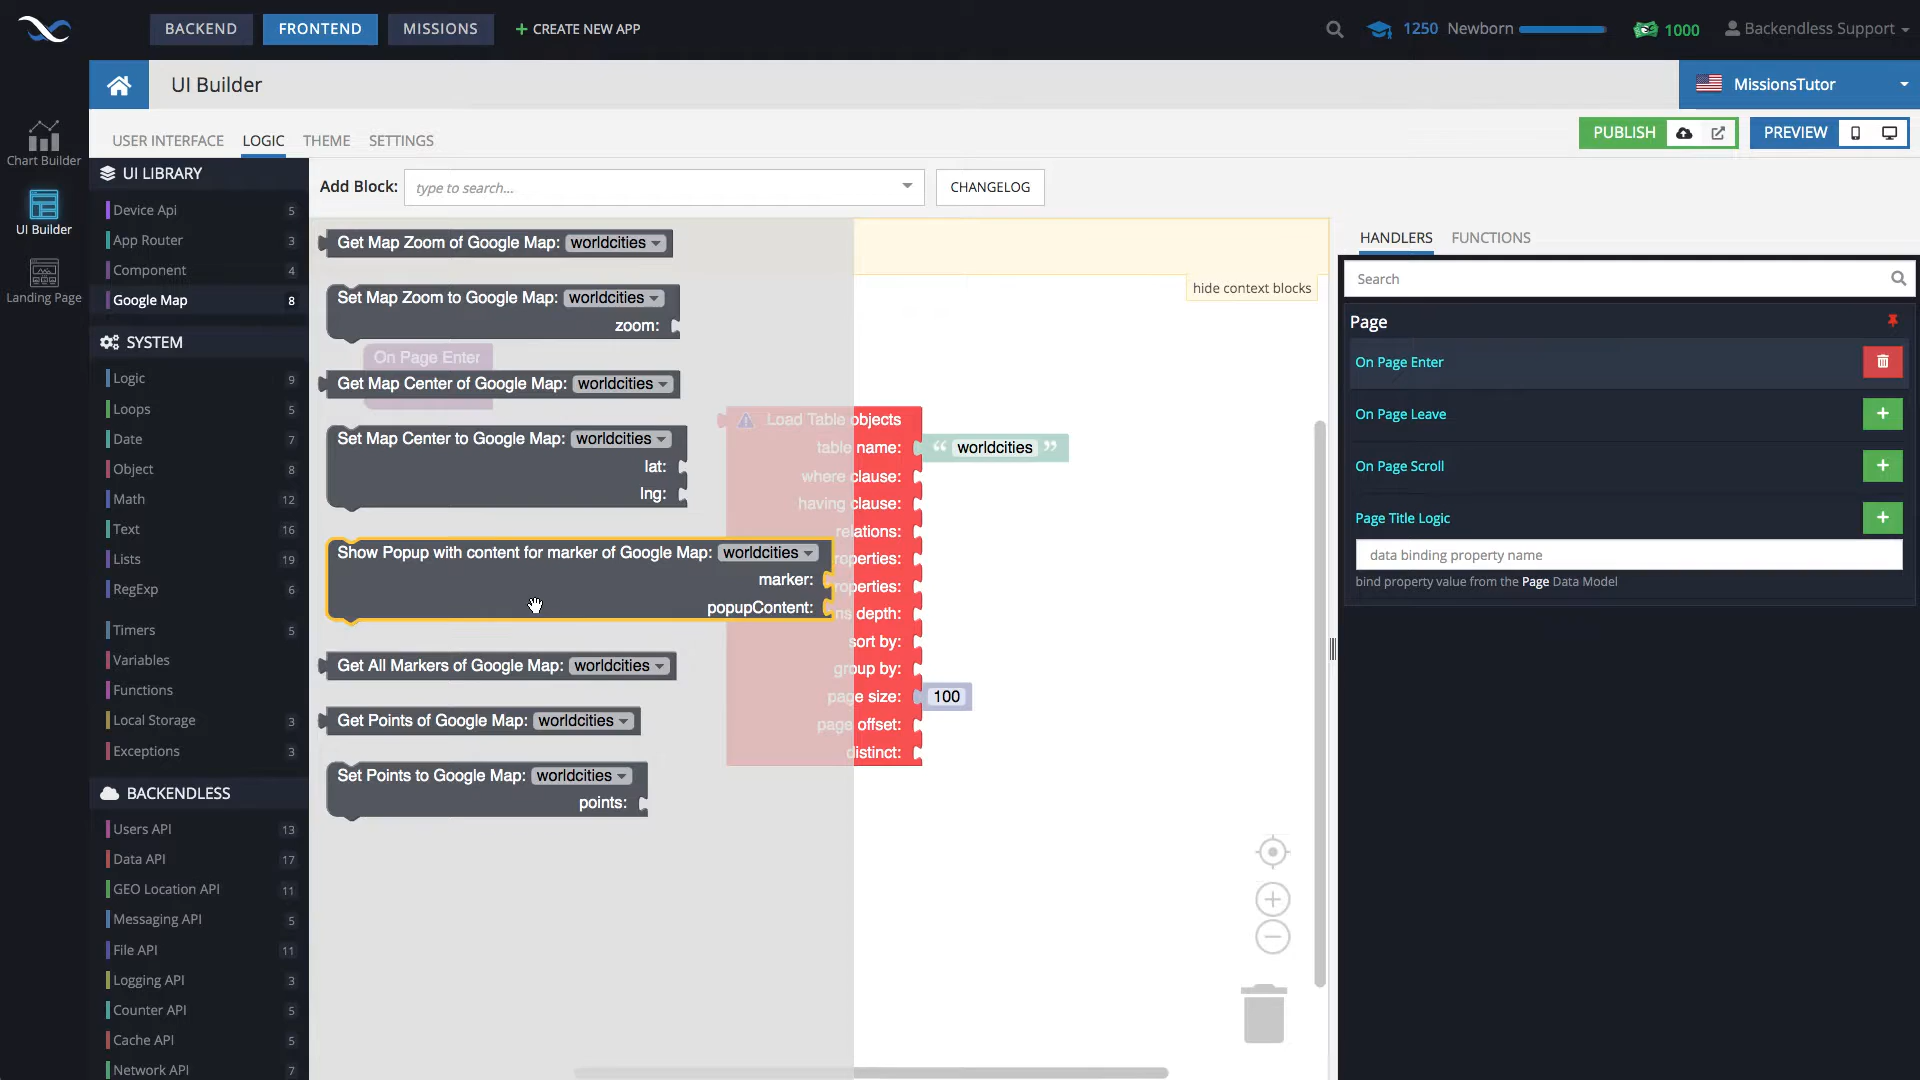 BACKEND
FRONTEND
MISSIONS
+ CREATE NEW APP
1250 Newborn
1000
Backendless Support
UI Builder
MissionsTutor
Chart Builder
UI Builder
Landing Page
USER INTERFACE
LOGIC
THEME
SETTINGS
PUBLISH
PREVIEW
UI LIBRARY
Device Api 5
App Router 3
Component 4
Google Map 8
SYSTEM
Logic 9
Loops 5
Date 7
Object 8
Math 12
Text 16
Lists 19
RegExp 6
Timers 5
Variables
Functions
Local Storage 3
Exceptions 3
BACKENDLESS
Users API 13
Data API 17
GEO Location API 11
Messaging API 5
File API 11
Logging API 3
Counter API 5
Cache API 5
Network API 7
Add Block:
type to search...
CHANGELOG
Get Map Zoom of Google Map: worldcities
Set Map Zoom to Google Map: worldcities
zoom:
On Page Enter
Get Map Center of Google Map: worldcities
Set Map Center to Google Map: worldcities
lat:
lng:
Show Popup with content for marker of Google Map: worldcities
marker:
popupContent:
Get All Markers of Google Map: worldcities
Get Points of Google Map: worldcities
Set Points to Google Map: worldcities
points:
hide context blocks
Load Table objects
table name: “ worldcities ”
where clause:
having clause:
relations:
roperties:
roperties:
ns depth:
sort by:
group by:
page size: 100
page offset:
distinct:
HANDLERS
FUNCTIONS
Search
Page
On Page Enter
On Page Leave
On Page Scroll
Page Title Logic
data binding property name
bind property value from the Page Data Model